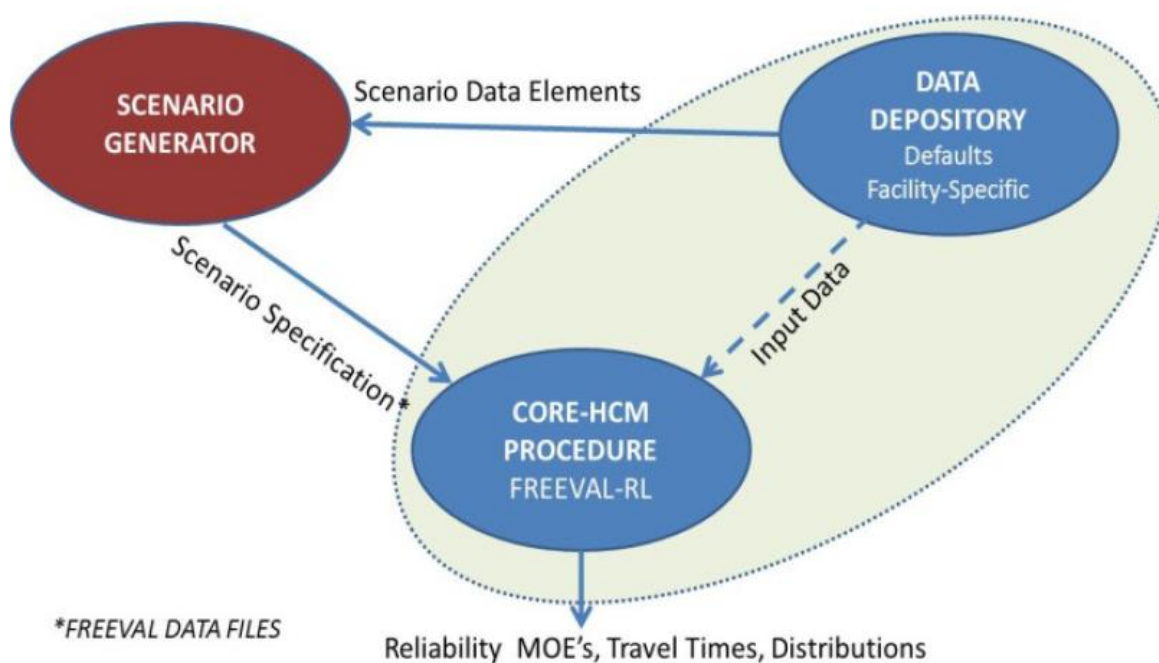 SCENARIO
GENERATOR
Scenario Data Elements
DATA
DEPOSITORY
Defaults
Facility-Specific
Scenario Specification*
Input Data
CORE-HCM
PROCEDURE
FREEVAL-RL
*FREEVAL DATA FILES
Reliability MOE's, Travel Times, Distributions